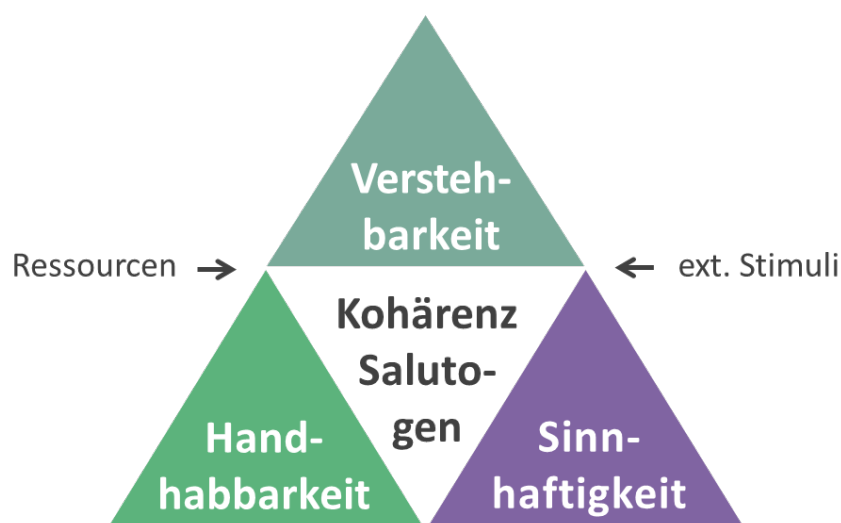 Versteh-
barkeit
Ressourcen → ← ext. Stimuli
Kohärenz
Saluto-
gen
Hand-
habbarkeit
Sinn-
haftigkeit